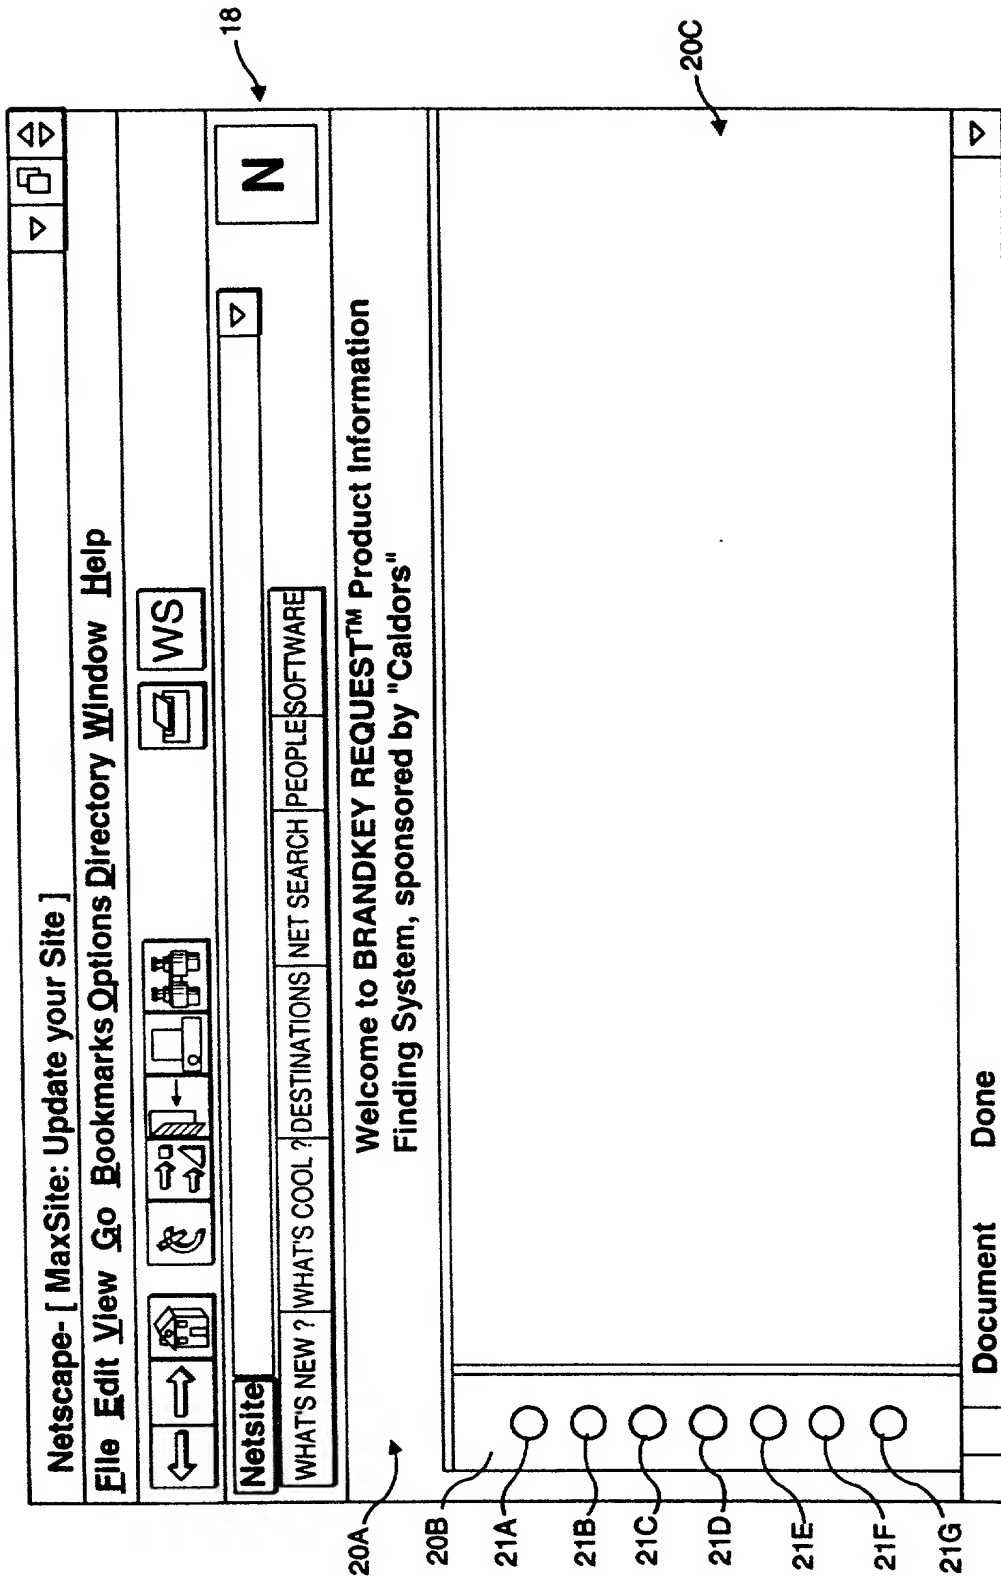 18
Netscape- [ MaxSite: Update your Site ]
File Edit View Go Bookmarks Options Directory Window Help
WS
Netsite
N
WHAT'S NEW ? WHAT'S COOL ? DESTINATIONS NET SEARCH PEOPLE SOFTWARE
20A
Welcome to BRANDKEY REQUEST™ Product Information
Finding System, sponsored by "Caldors"
20B
20C
21A
21B
21C
21D
21E
21F
21G
Document Done